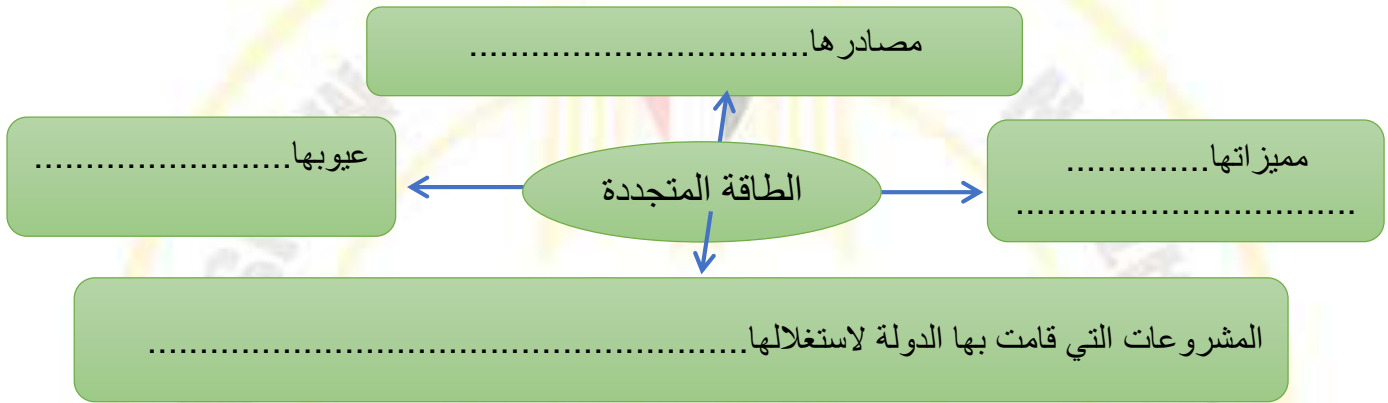 مصادرها.................................
مميزاتها..............
.................................
الطاقة المتجددة
عيوبها.........................
المشروعات التي قامت بها الدولة لاستغلالها..........................................................